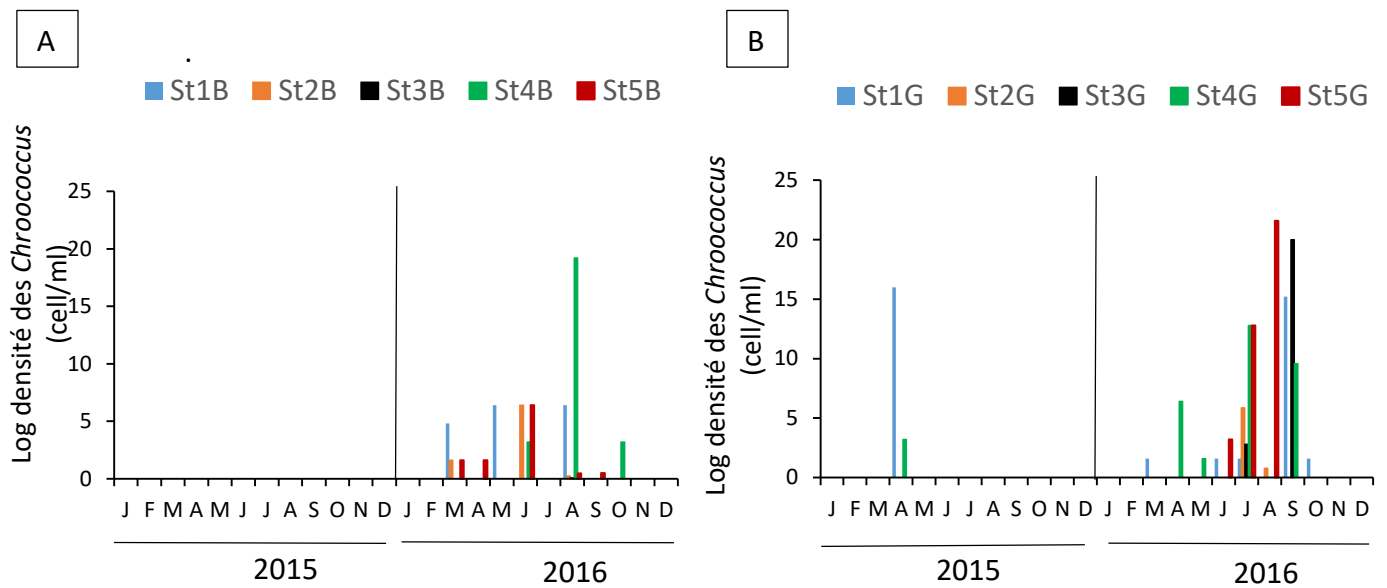 A
.
St1B St2B St3B St4B St5B
Log densité des Chroococcus
(cell/ml)
25
20
15
10
5
0
J F M A M J J A S O N D J F M A M J J A S O N D
2015 2016
B
St1G St2G St3G St4G St5G
Log densité des Chroococcus
(cell/ml)
25
20
15
10
5
0
J F M A M J J A S O N D J F M A M J J A S O N D
2015 2016